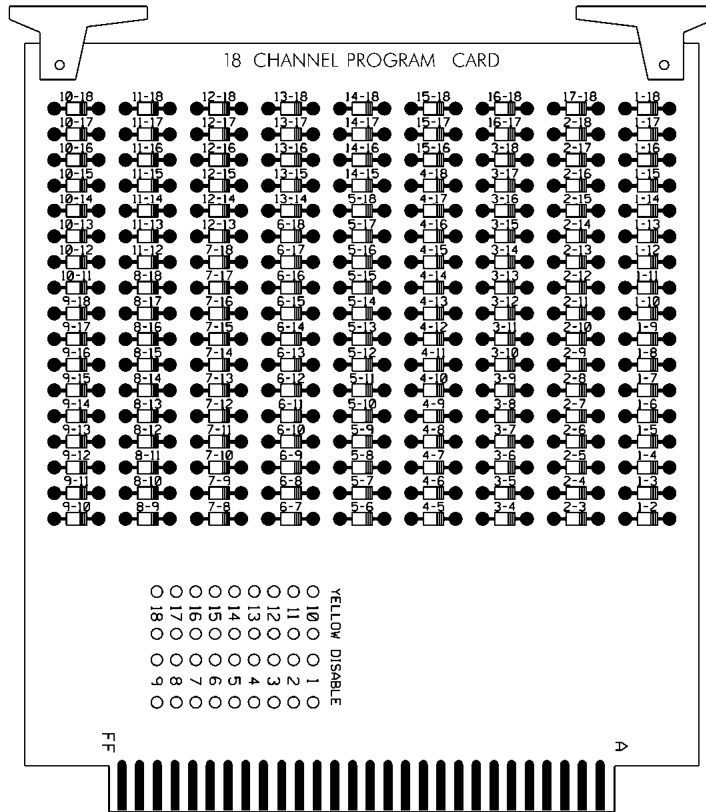 18 CHANNEL PROGRAM CARD
10-18 11-18 12-18 13-18 14-18 15-18 16-18 17-18 1-18
10-17 11-17 12-17 13-17 14-17 15-17 16-17 2-18 1-17
10-16 11-16 12-16 13-16 14-16 15-16 3-18 2-17 1-16
10-15 11-15 12-15 13-15 14-15 4-18 3-17 2-16 1-15
10-14 11-14 12-14 13-14 5-18 4-17 3-16 2-15 1-14
10-13 11-13 12-13 6-18 5-17 4-16 3-15 2-14 1-13
10-12 11-12 7-18 6-17 5-16 4-15 3-14 2-13 1-12
10-11 8-18 7-17 6-16 5-15 4-14 3-13 2-12 1-11
9-18 8-17 7-16 6-15 5-14 4-13 3-12 2-11 1-10
9-17 8-16 7-15 6-14 5-13 4-12 3-11 2-10 1-9
9-16 8-15 7-14 6-13 5-12 4-11 3-10 2-9 1-8
9-15 8-14 7-13 6-12 5-11 4-10 3-9 2-8 1-7
9-14 8-13 7-12 6-11 5-10 4-9 3-8 2-7 1-6
9-13 8-12 7-11 6-10 5-9 4-8 3-7 2-6 1-5
9-12 8-11 7-10 6-9 5-8 4-7 3-6 2-5 1-4
9-11 8-10 7-9 6-8 5-7 4-6 3-5 2-4 1-3
9-10 8-9 7-8 6-7 5-6 4-5 3-4 2-3 1-2
YELLOW DISABLE
10 1
11 2
12 3
13 4
14 5
15 6
16 7
17 8
18 9
FF
A